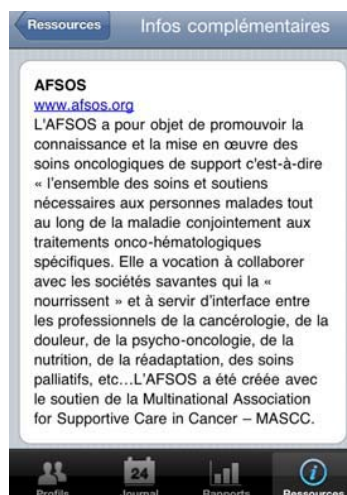 Ressources
Infos complémentaires
AFSOS
www.afsos.org
L'AFSOS a pour objet de promouvoir la
connaissance et la mise en œuvre des
soins oncologiques de support c'est-à-dire
« l'ensemble des soins et soutiens
nécessaires aux personnes malades tout
au long de la maladie conjointement aux
traitements onco-hématologiques
spécifiques. Elle a vocation à collaborer
avec les sociétés savantes qui la «
nourrissent » et à servir d'interface entre
les professionnels de la cancérologie, de la
douleur, de la psycho-oncologie, de la
nutrition, de la réadaptation, des soins
palliatifs, etc...L'AFSOS a été créée avec
le soutien de la Multinational Association
for Supportive Care in Cancer – MASCC.
24
Profils Journal Rapports Ressources